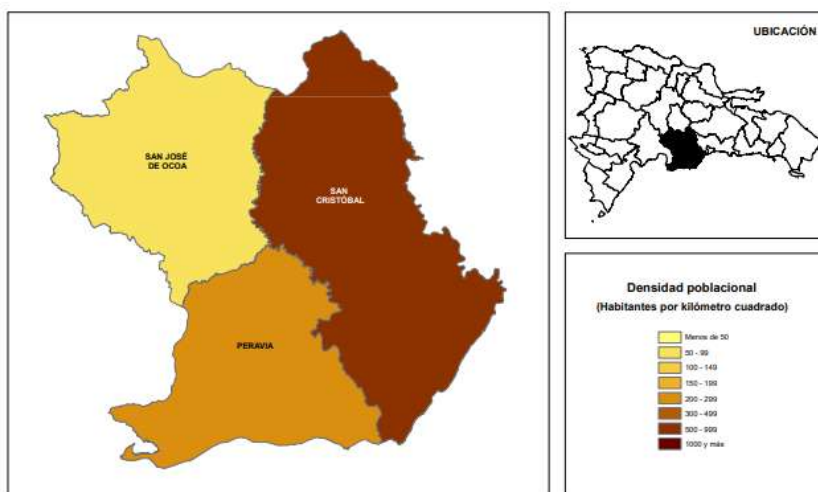 SAN JOSÉ
DE OCOA
SAN
CRISTÓBAL
PERAVIA
UBICACIÓN
Densidad poblacional
(Habitantes por kilómetro cuadrado)
Menos de 50
50 - 99
100 - 149
150 - 199
200 - 299
300 - 499
500 - 999
1000 y máx